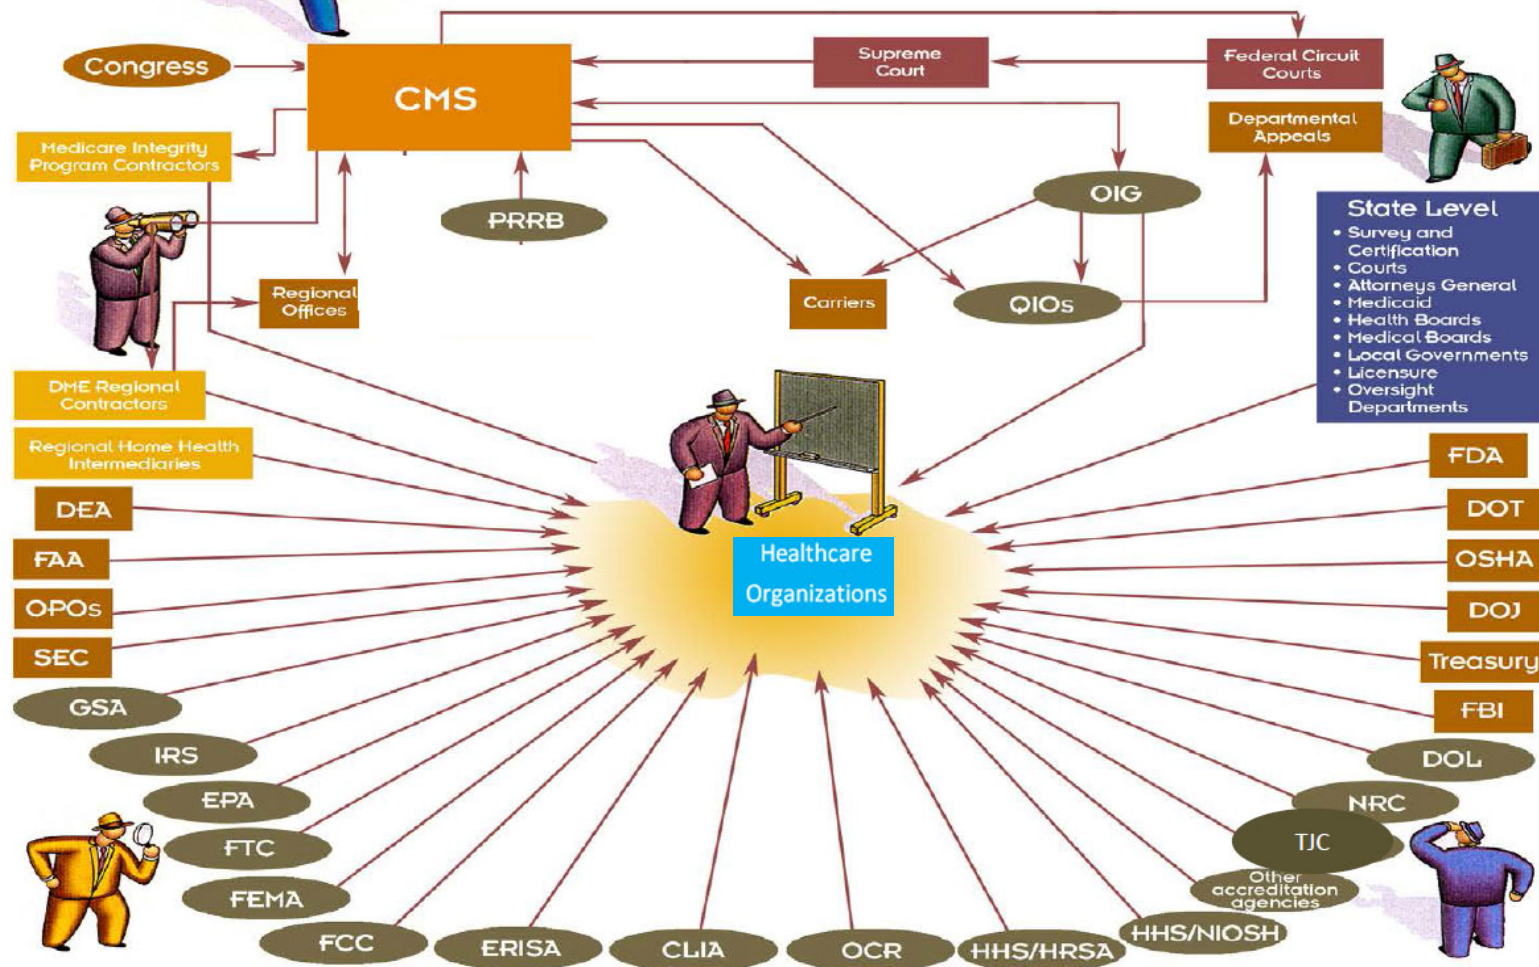 Congress
CMS
Supreme
Court
Federal Circuit
Courts
Departmental
Appeals
Medicare Integrity
Program Contractors
PRRB
OIG
Regional
Offices
Carriers
QIOs
State Level
• Survey and
Certification
• Courts
• Attorneys General
• Medicaid
• Health Boards
• Medical Boards
• Local Governments
• Licensure
• Oversight
Departments
DME Regional
Contractors
Regional Home Health
Intermediaries
DEA
FAA
OPOs
SEC
GSA
IRS
EPA
FTC
FEMA
FCC
ERISA
CLIA
OCR
HHS/HRSA
HHS/NIOSH
Other
accreditation
agencies
TJC
NRC
DOL
FBI
Treasury
DOJ
OSHA
DOT
FDA
Healthcare
Organizations